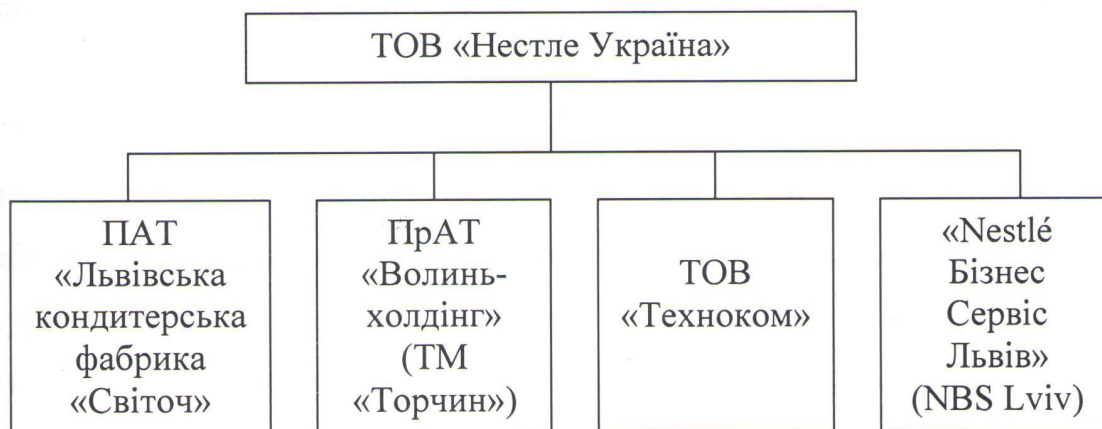 ТОВ «Нестле Україна»
ПАТ
«Львівська
кондитерська
фабрика
«Світоч»
ПрАТ
«Волинь-
холдінг»
(ТМ
«Торчин»)
ТОВ
«Техноком»
«Nestlé
Бізнес
Сервіс
Львів»
(NBS Lviv)